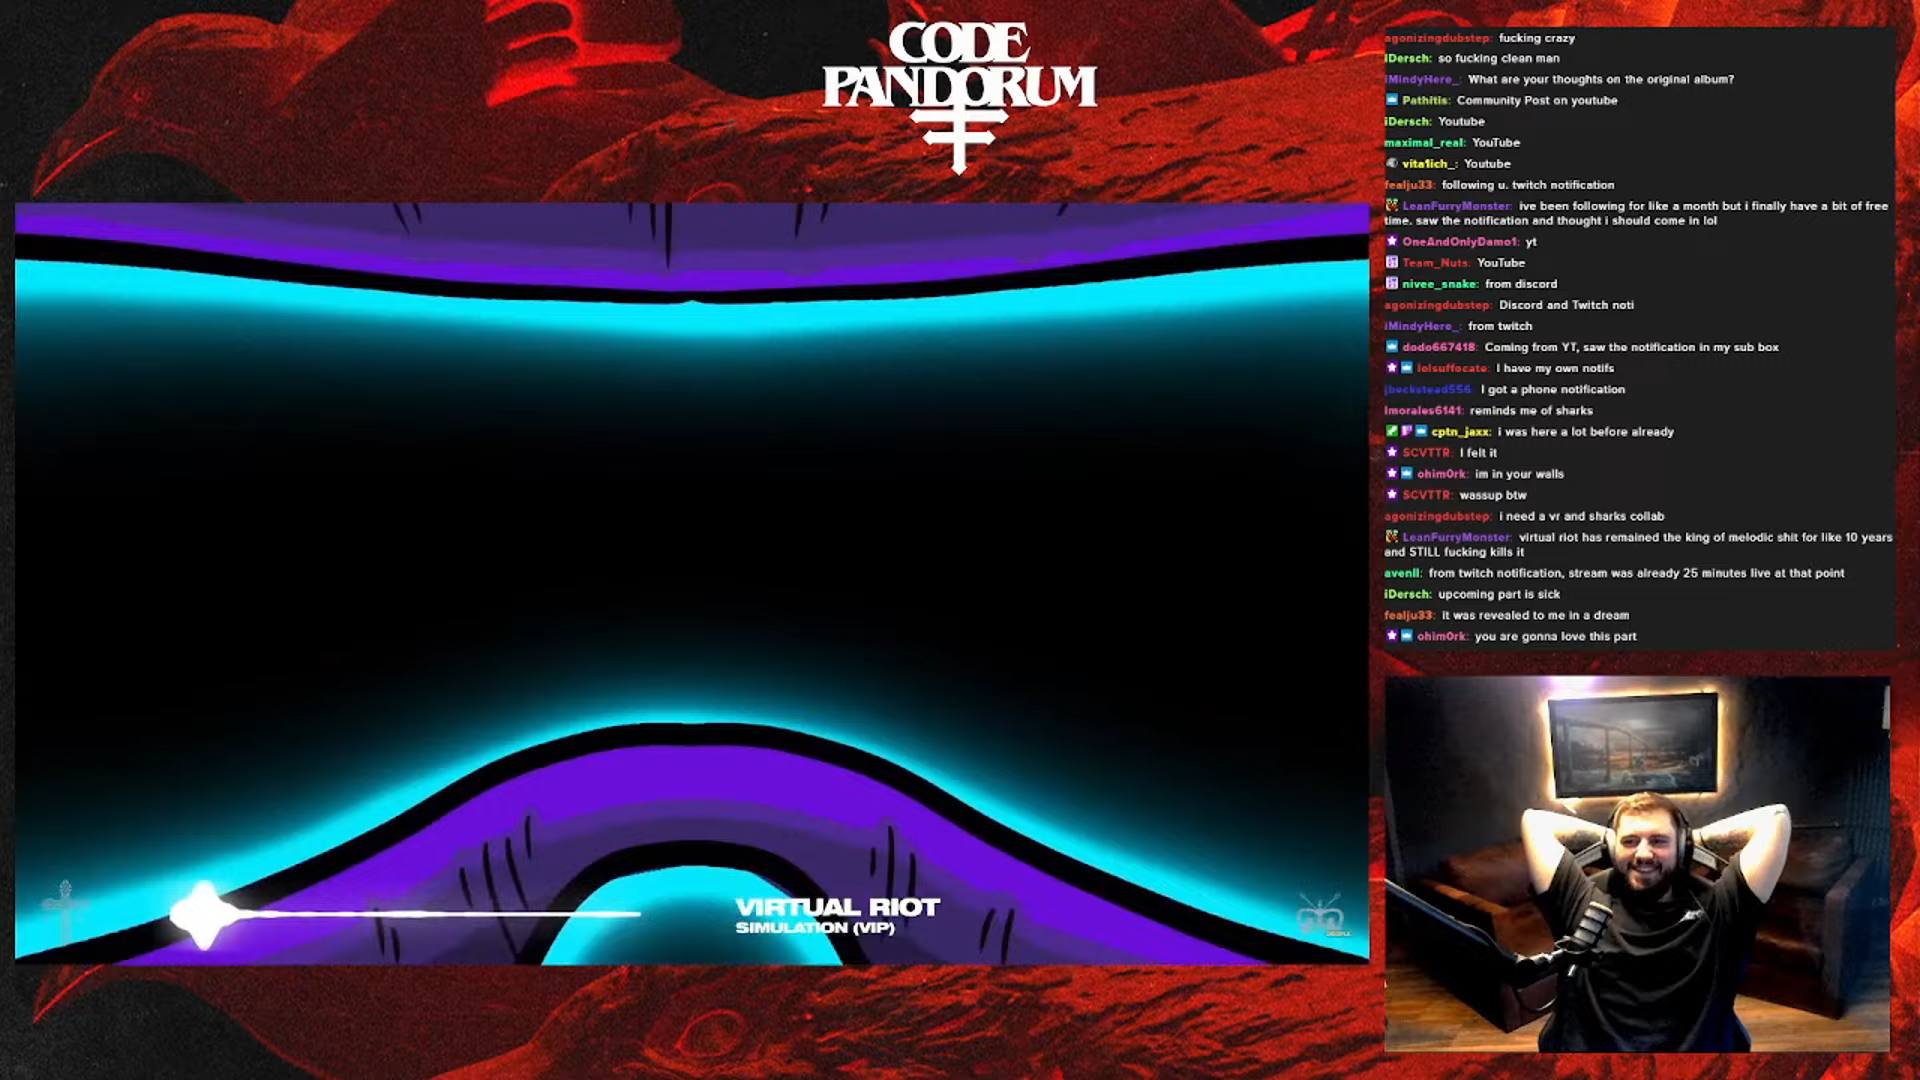 CODE
PANDORUM
agonizingdubstep: fucking crazy
iDersch: so fucking clean man
iMindyHere_: What are your thoughts on the original album?
Pathitis: Community Post on youtube
iDersch: Youtube
maximal_real: YouTube
vita1ich_: Youtube
fealju33: following u. twitch notification
LeanFurryMonster: ive been following for like a month but i finally have a bit of free
time. saw the notification and thought i should come in lol
OneAndOnlyDamo1: yt
Team_Nuts: YouTube
nivee_snake: from discord
agonizingdubstep: Discord and Twitch noti
iMindyHere_: from twitch
dodo667418: Coming from YT, saw the notification in my sub box
lolsuffocate: I have my own notifs
jbeckstead556: I got a phone notification
lmorales6141: reminds me of sharks
cptn_jaxx: i was here a lot before already
SCVTTR: I felt it
ohim0rk: im in your walls
SCVTTR: wassup btw
agonizingdubstep: i need a vr and sharks collab
LeanFurryMonster: virtual riot has remained the king of melodic shit for like 10 years
and STILL fucking kills it
avenll: from twitch notification, stream was already 25 minutes live at that point
iDersch: upcoming part is sick
fealju33: it was revealed to me in a dream
ohim0rk: you are gonna love this part
VIRTUAL RIOT
SIMULATION (VIP)